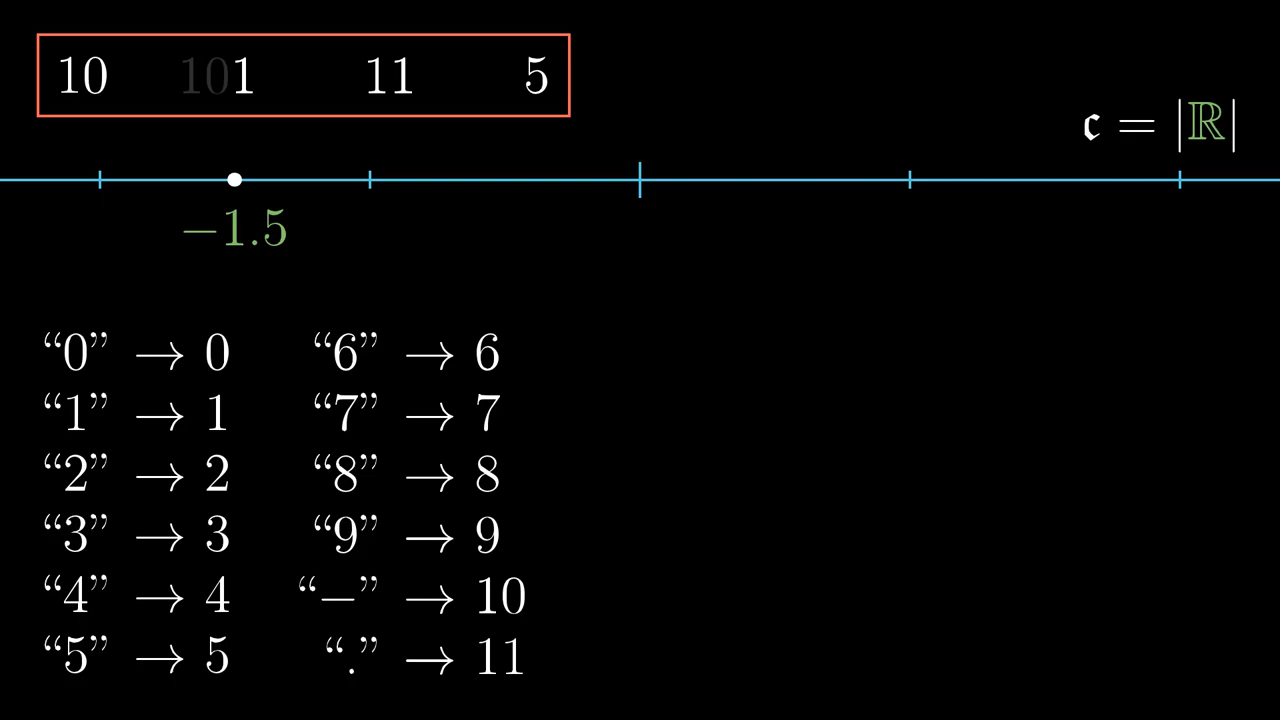 10 101 11 5
𝔠 = |ℝ|
−1.5
“0” → 0 “6” → 6
“1” → 1 “7” → 7
“2” → 2 “8” → 8
“3” → 3 “9” → 9
“4” → 4 “−” → 10
“5” → 5 “.” → 11